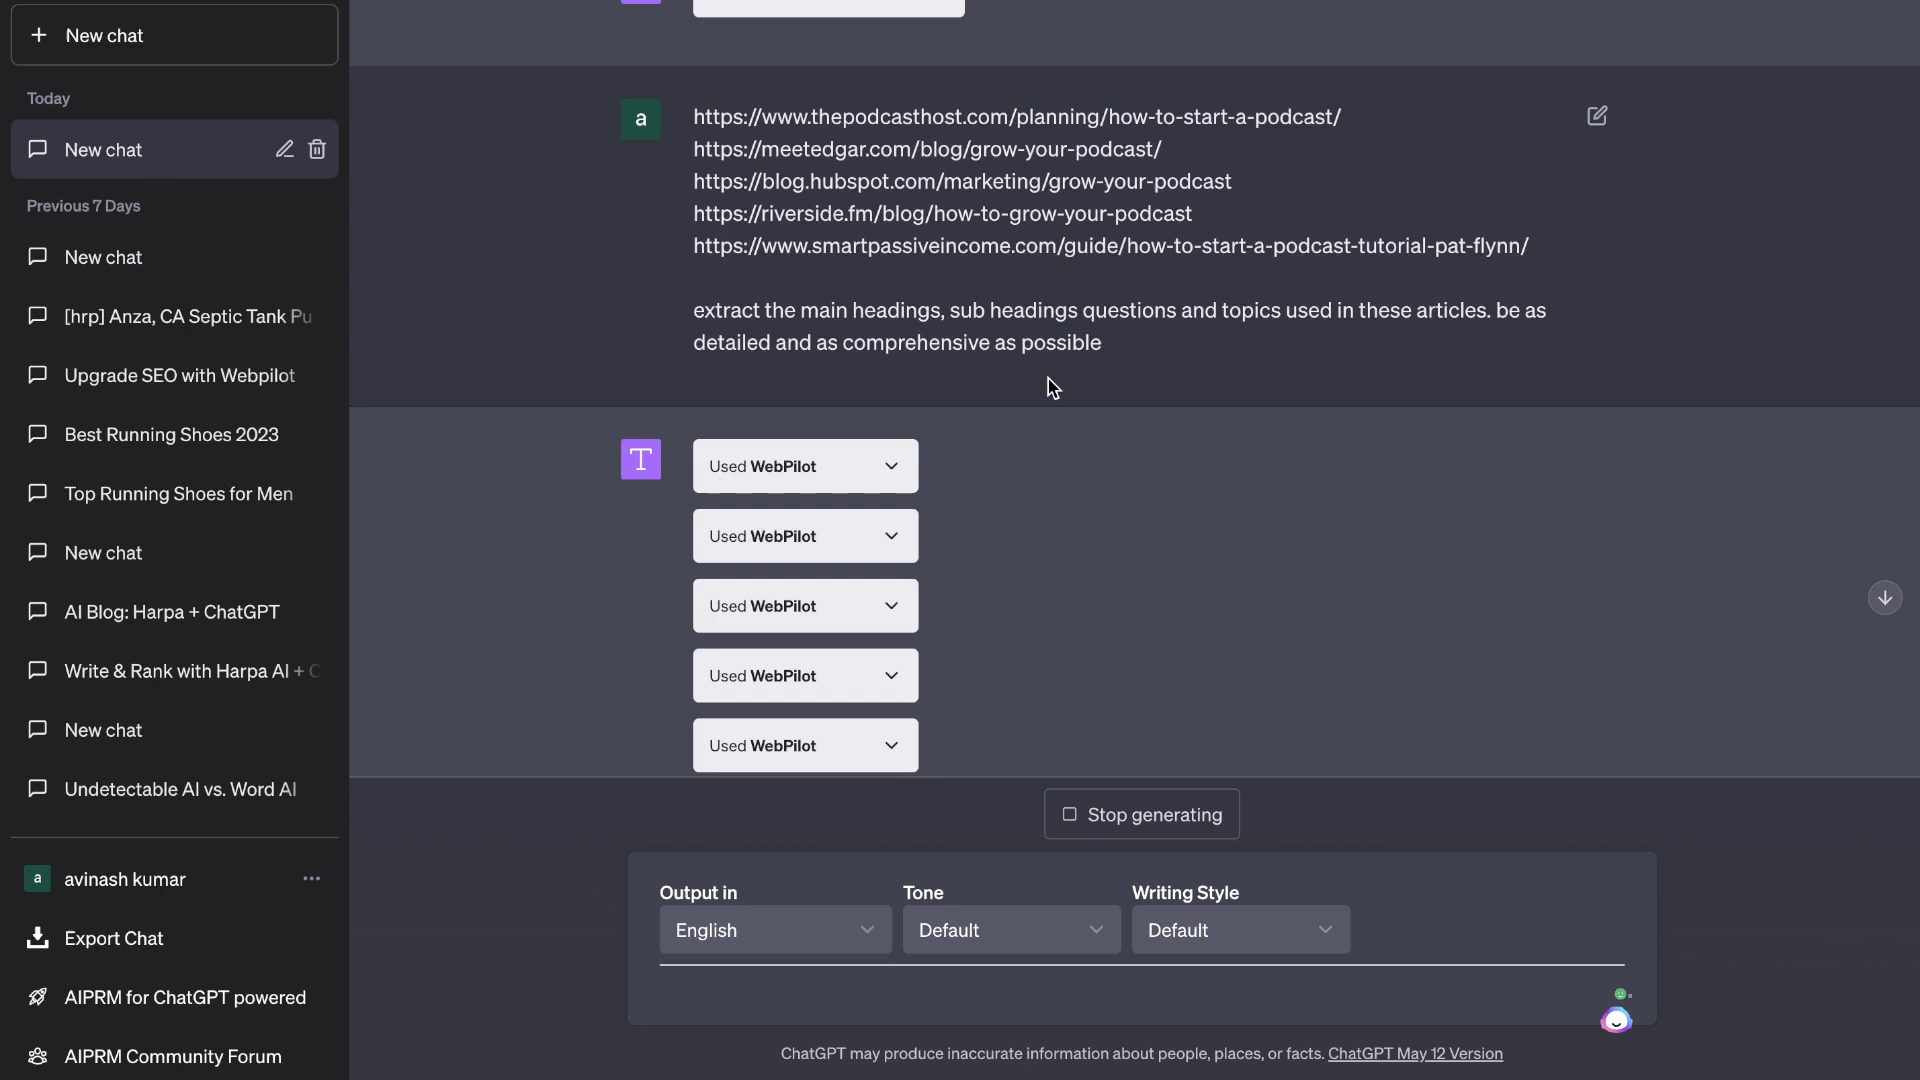 New chat
Today
New chat
Previous 7 Days
New chat
[hrp] Anza, CA Septic Tank Pu
Upgrade SEO with Webpilot
Best Running Shoes 2023
Top Running Shoes for Men
New chat
AI Blog: Harpa + ChatGPT
Write & Rank with Harpa AI + C
New chat
Undetectable AI vs. Word AI
a avinash kumar
Export Chat
AIPRM for ChatGPT powered
AIPRM Community Forum
a
https://www.thepodcasthost.com/planning/how-to-start-a-podcast/
https://meetedgar.com/blog/grow-your-podcast/
https://blog.hubspot.com/marketing/grow-your-podcast
https://riverside.fm/blog/how-to-grow-your-podcast
https://www.smartpassiveincome.com/guide/how-to-start-a-podcast-tutorial-pat-flynn/
extract the main headings, sub headings questions and topics used in these articles. be as
detailed and as comprehensive as possible
T
Used WebPilot
Used WebPilot
Used WebPilot
Used WebPilot
Used WebPilot
Stop generating
Output in Tone Writing Style
English Default Default
ChatGPT may produce inaccurate information about people, places, or facts. ChatGPT May 12 Version